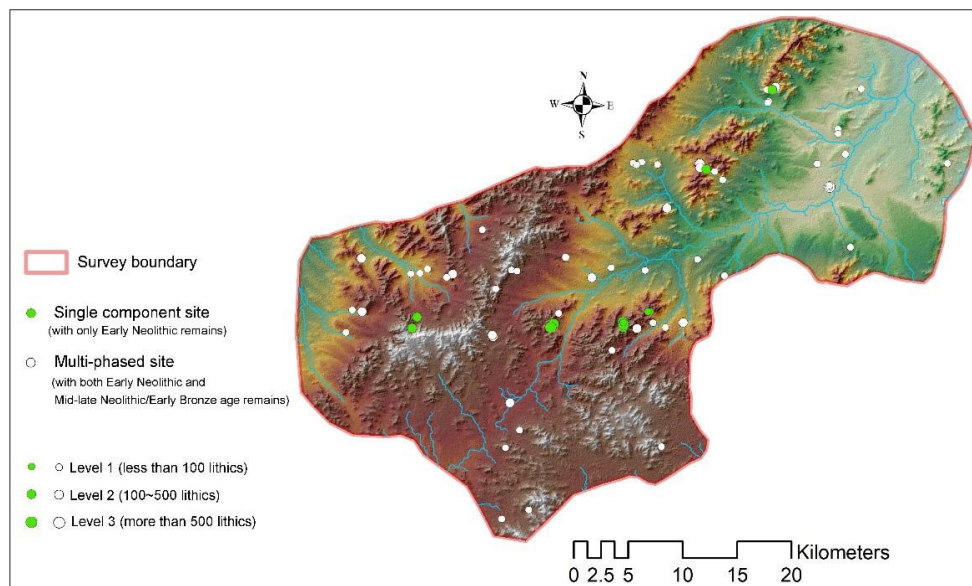 N
W E
S
Survey boundary
Single component site
(with only Early Neolithic remains)
Multi-phased site
(with both Early Neolithic and
Mid-late Neolithic/Early Bronze age remains)
Level 1 (less than 100 lithics)
Level 2 (100~500 lithics)
Level 3 (more than 500 lithics)
Kilometers
0 2.5 5 10 15 20